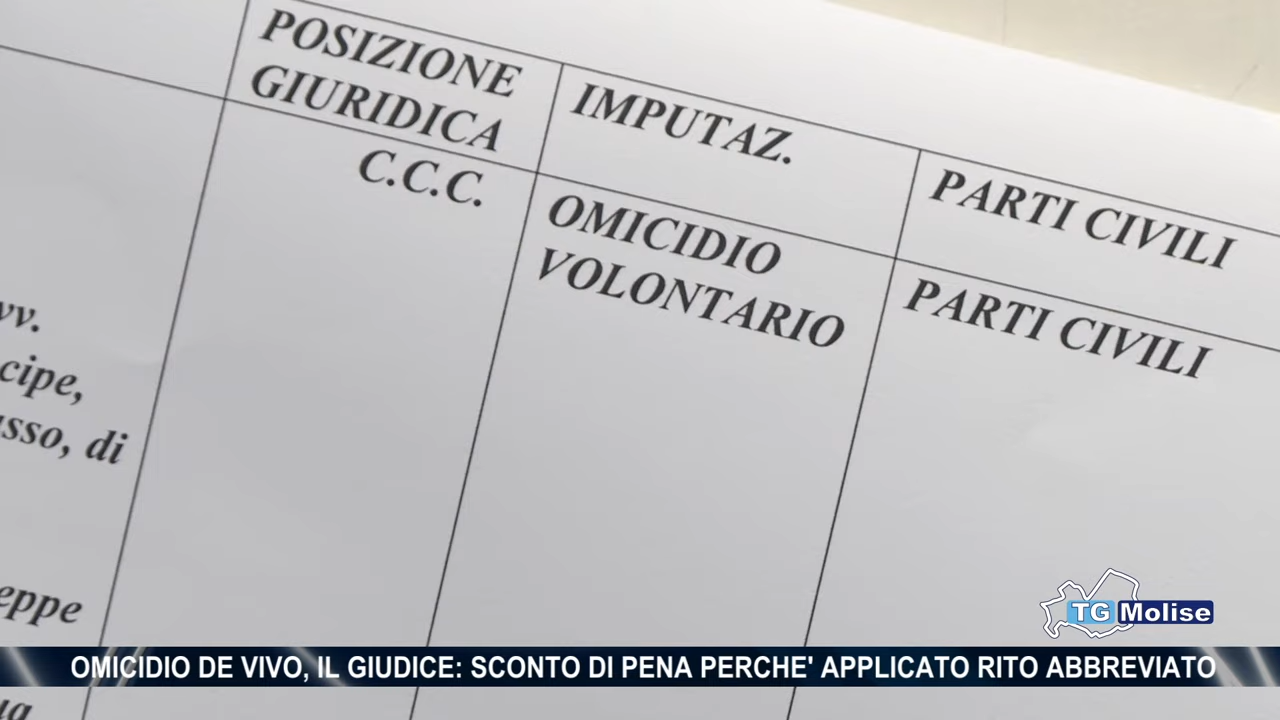 POSIZIONE
GIURIDICA
IMPUTAZ.
PARTI CIVILI
C.C.C.
OMICIDIO
VOLONTARIO
PARTI CIVILI
vv.
cipe,
sso, di
eppe
TG Molise
OMICIDIO DE VIVO, IL GIUDICE: SCONTO DI PENA PERCHE' APPLICATO RITO ABBREVIATO